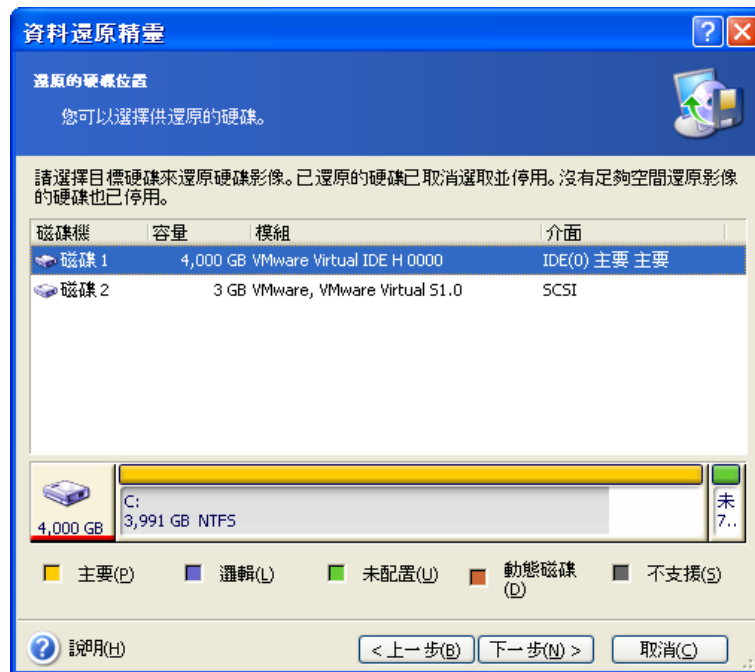 資料還原精靈
還原的硬碟位置
您可以選擇供還原的硬碟。
請選擇目標硬碟來還原硬碟影像。已還原的硬碟已取消選取並停用。沒有足夠空間還原影像
的硬碟也已停用。
磁碟機 容量 模組 介面
磁碟 1 4,000 GB VMware Virtual IDE H 0000 IDE(0) 主要 主要
磁碟 2 3 GB VMware, VMware Virtual S1.0 SCSI
C: 未
4,000 GB 3,991 GB NTFS 7..
主要(P) 邏輯(L) 未配置(U) 動態磁碟 不支援(S)
(D)
說明(H) < 上一步(B) 下一步(N) > 取消(C)